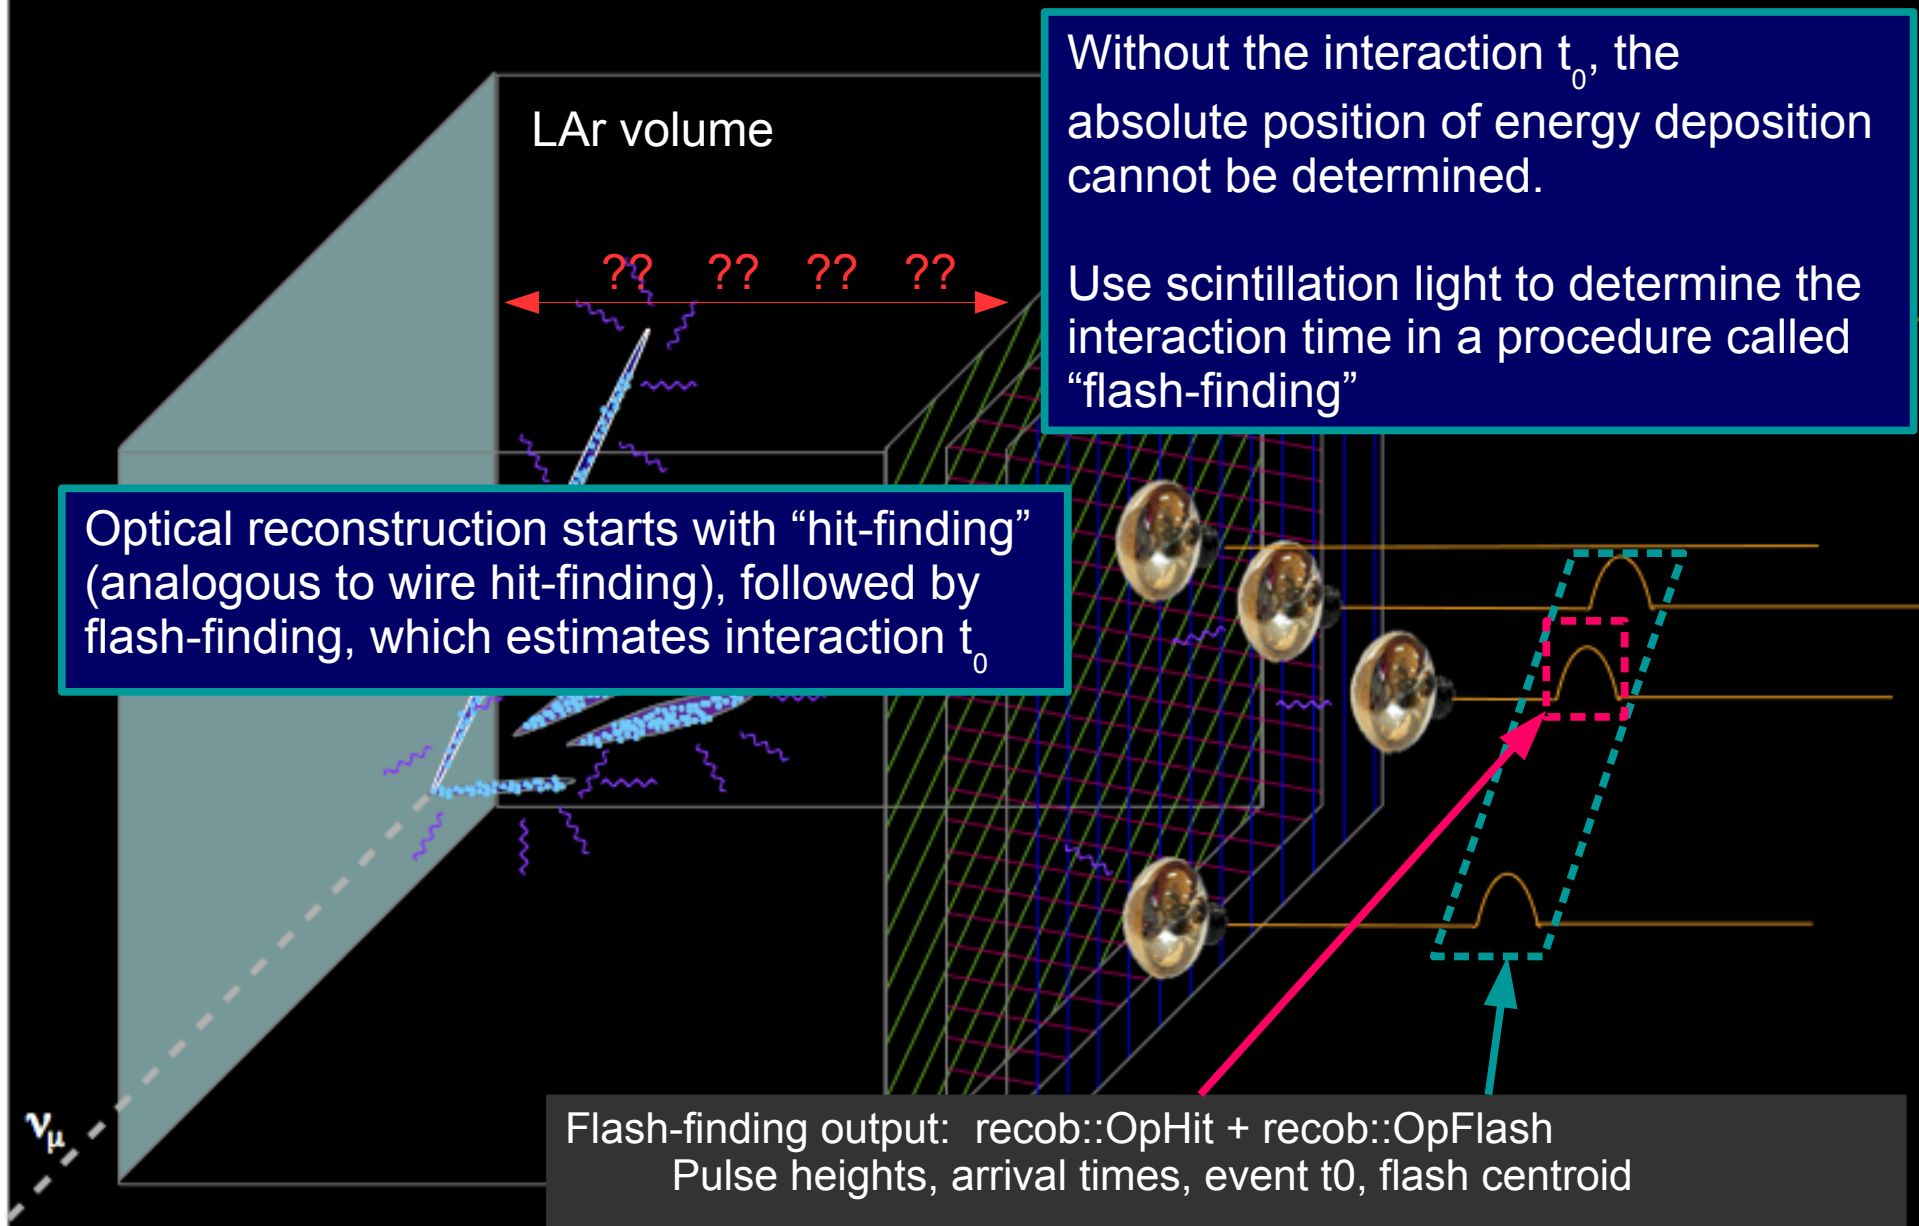 Without the interaction t₀, the
absolute position of energy deposition
cannot be determined.
Use scintillation light to determine the
interaction time in a procedure called
“flash-finding”
LAr volume
?? ?? ?? ??
Optical reconstruction starts with “hit-finding”
(analogous to wire hit-finding), followed by
flash-finding, which estimates interaction t₀
νμ
Flash-finding output: recob::OpHit + recob::OpFlash
Pulse heights, arrival times, event t0, flash centroid